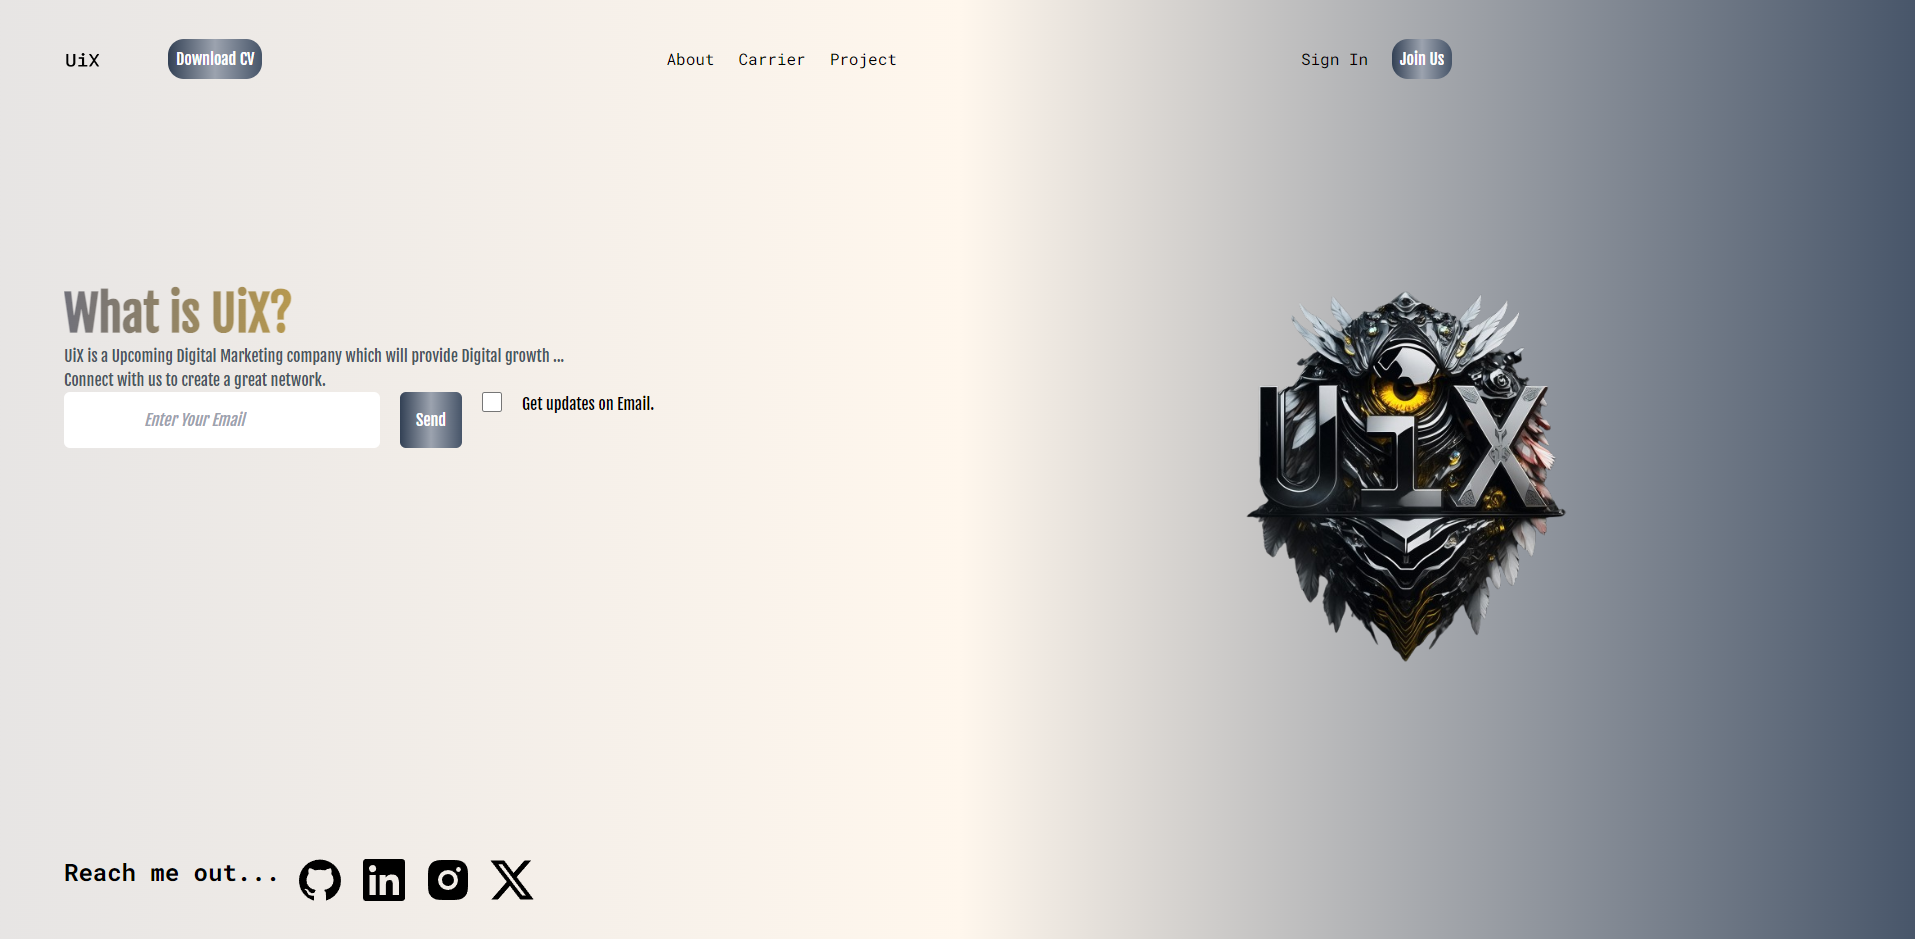 UiX
Download CV
About
Carrier
Project
Sign In
Join Us
What is UiX?
UiX is a Upcoming Digital Marketing company which will provide Digital growth ...
Connect with us to create a great network.
Enter Your Email
Send
Get updates on Email.
UiX
Reach me out...
in